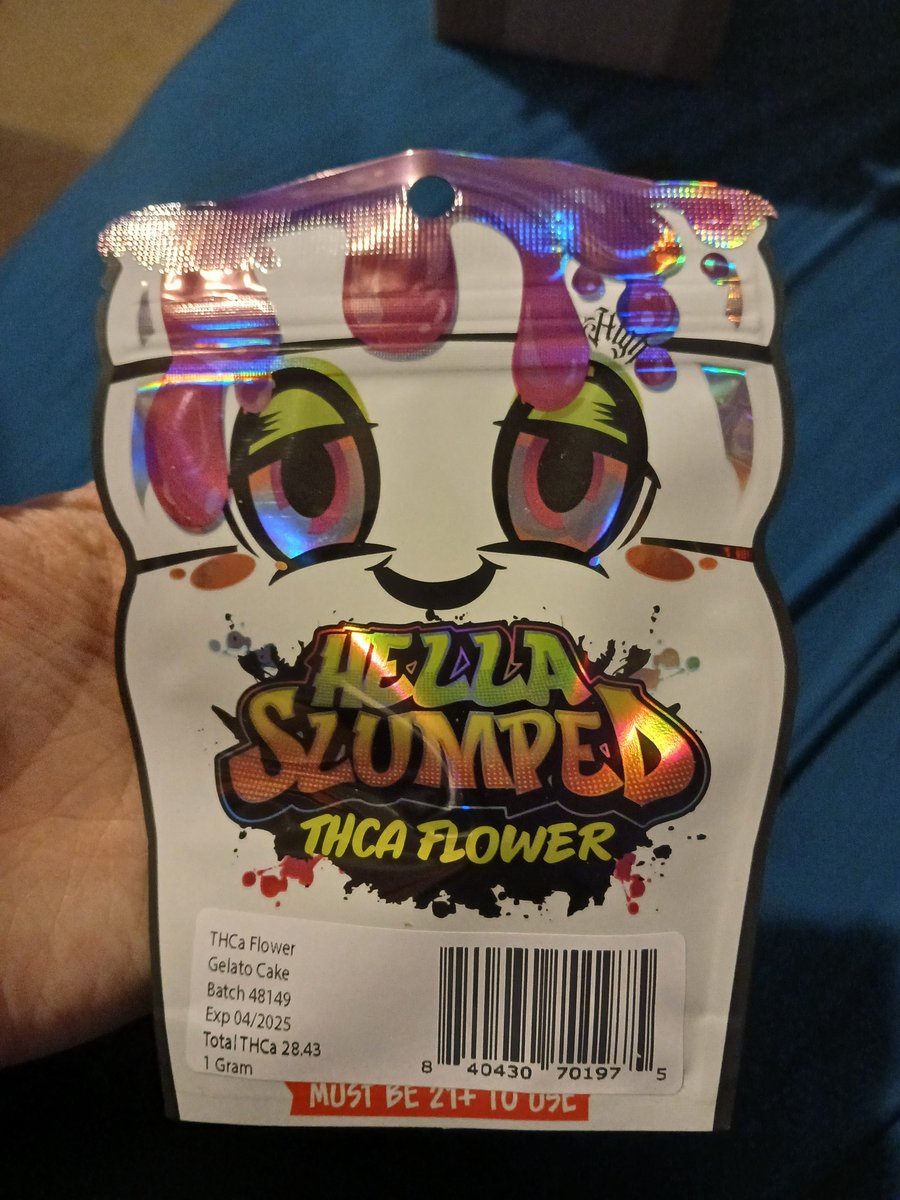 High
HELLA
SLUMPED
THCA FLOWER
THCa Flower
Gelato Cake
Batch 48149
Exp 04/2025
Total THCa 28.43
1 Gram
8 40430 70197 5
MUST BE 21+ TO USE